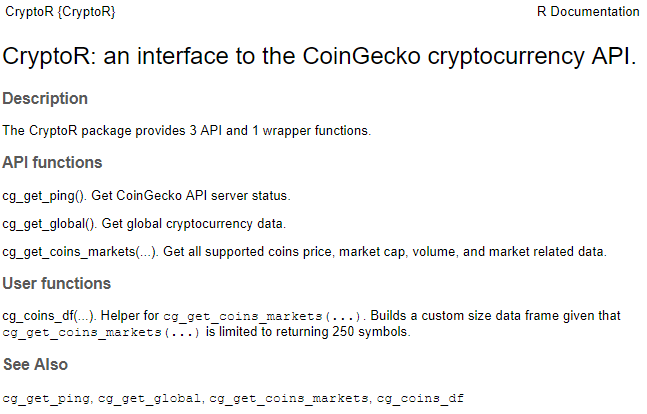 CryptoR {CryptoR} R Documentation
CryptoR: an interface to the CoinGecko cryptocurrency API.
Description
The CryptoR package provides 3 API and 1 wrapper functions.
API functions
cg_get_ping(). Get CoinGecko API server status.
cg_get_global(). Get global cryptocurrency data.
cg_get_coins_markets(...). Get all supported coins price, market cap, volume, and market related data.
User functions
cg_coins_df(...). Helper for cg_get_coins_markets(...). Builds a custom size data frame given that
cg_get_coins_markets(...) is limited to returning 250 symbols.
See Also
cg_get_ping, cg_get_global, cg_get_coins_markets, cg_coins_df